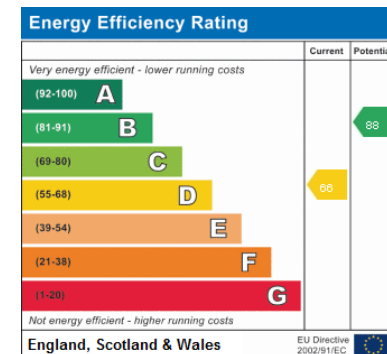 Energy Efficiency Rating
Current Potentia
Very energy efficient - lower running costs
(92-100) A
(81-91) B
88
(69-80) C
(55-68) D
66
(39-54) E
(21-38) F
(1-20) G
Not energy efficient - higher running costs
England, Scotland & Wales
EU Directive
2002/91/EC